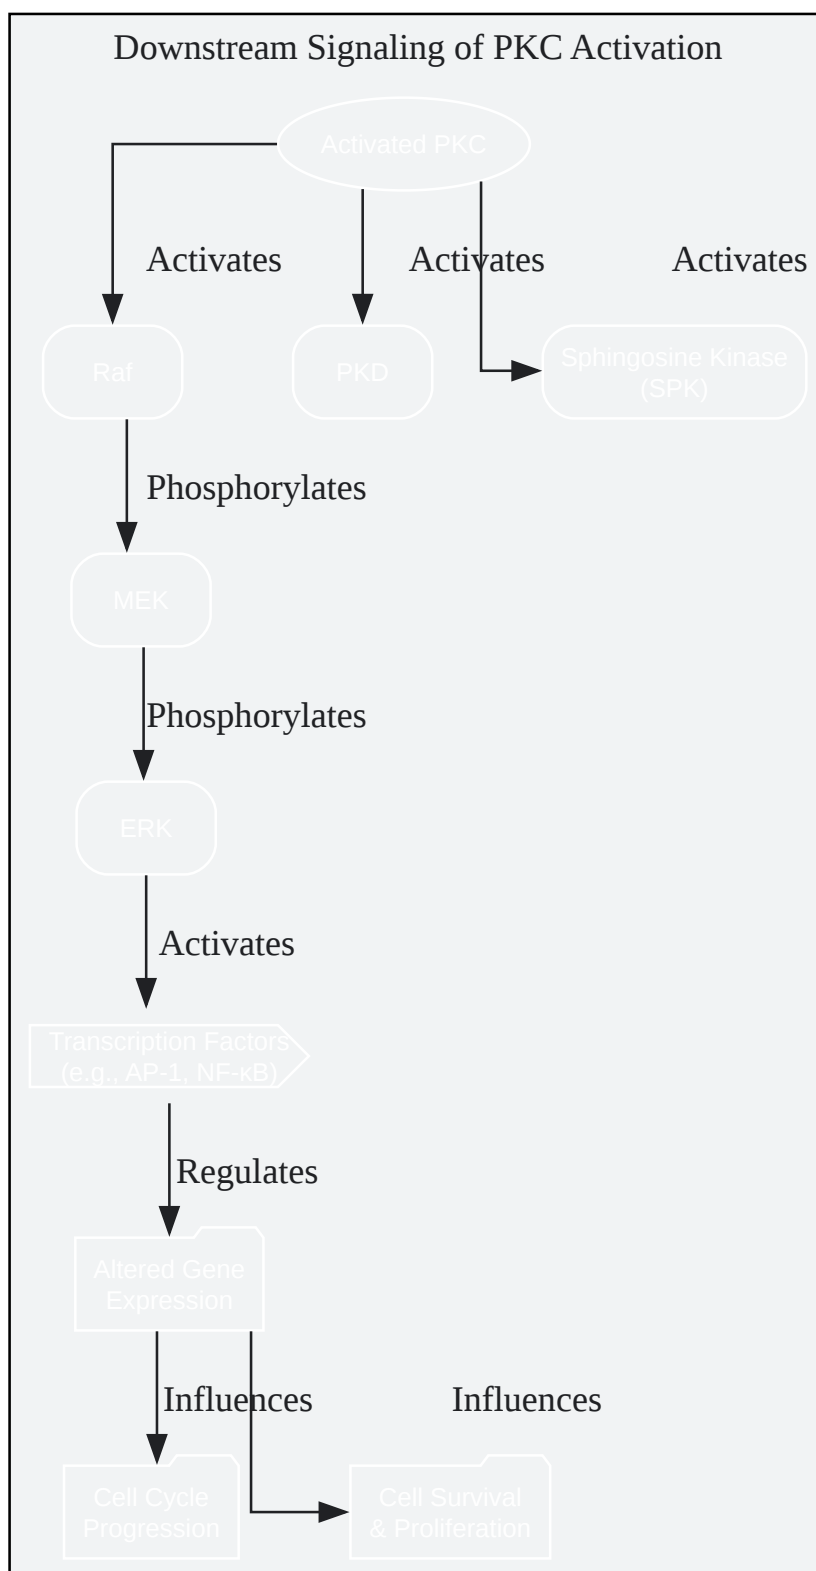 Downstream Signaling of PKC Activation
Activated PKC
Activates
Activates
Activates
Raf
PKD
Sphingosine Kinase
(SPK)
Phosphorylates
MEK
Phosphorylates
ERK
Activates
Transcription Factors
(e.g., AP-1, NF-κB)
Regulates
Altered Gene
Expression
Influences
Influences
Cell Cycle
Progression
Cell Survival
& Proliferation